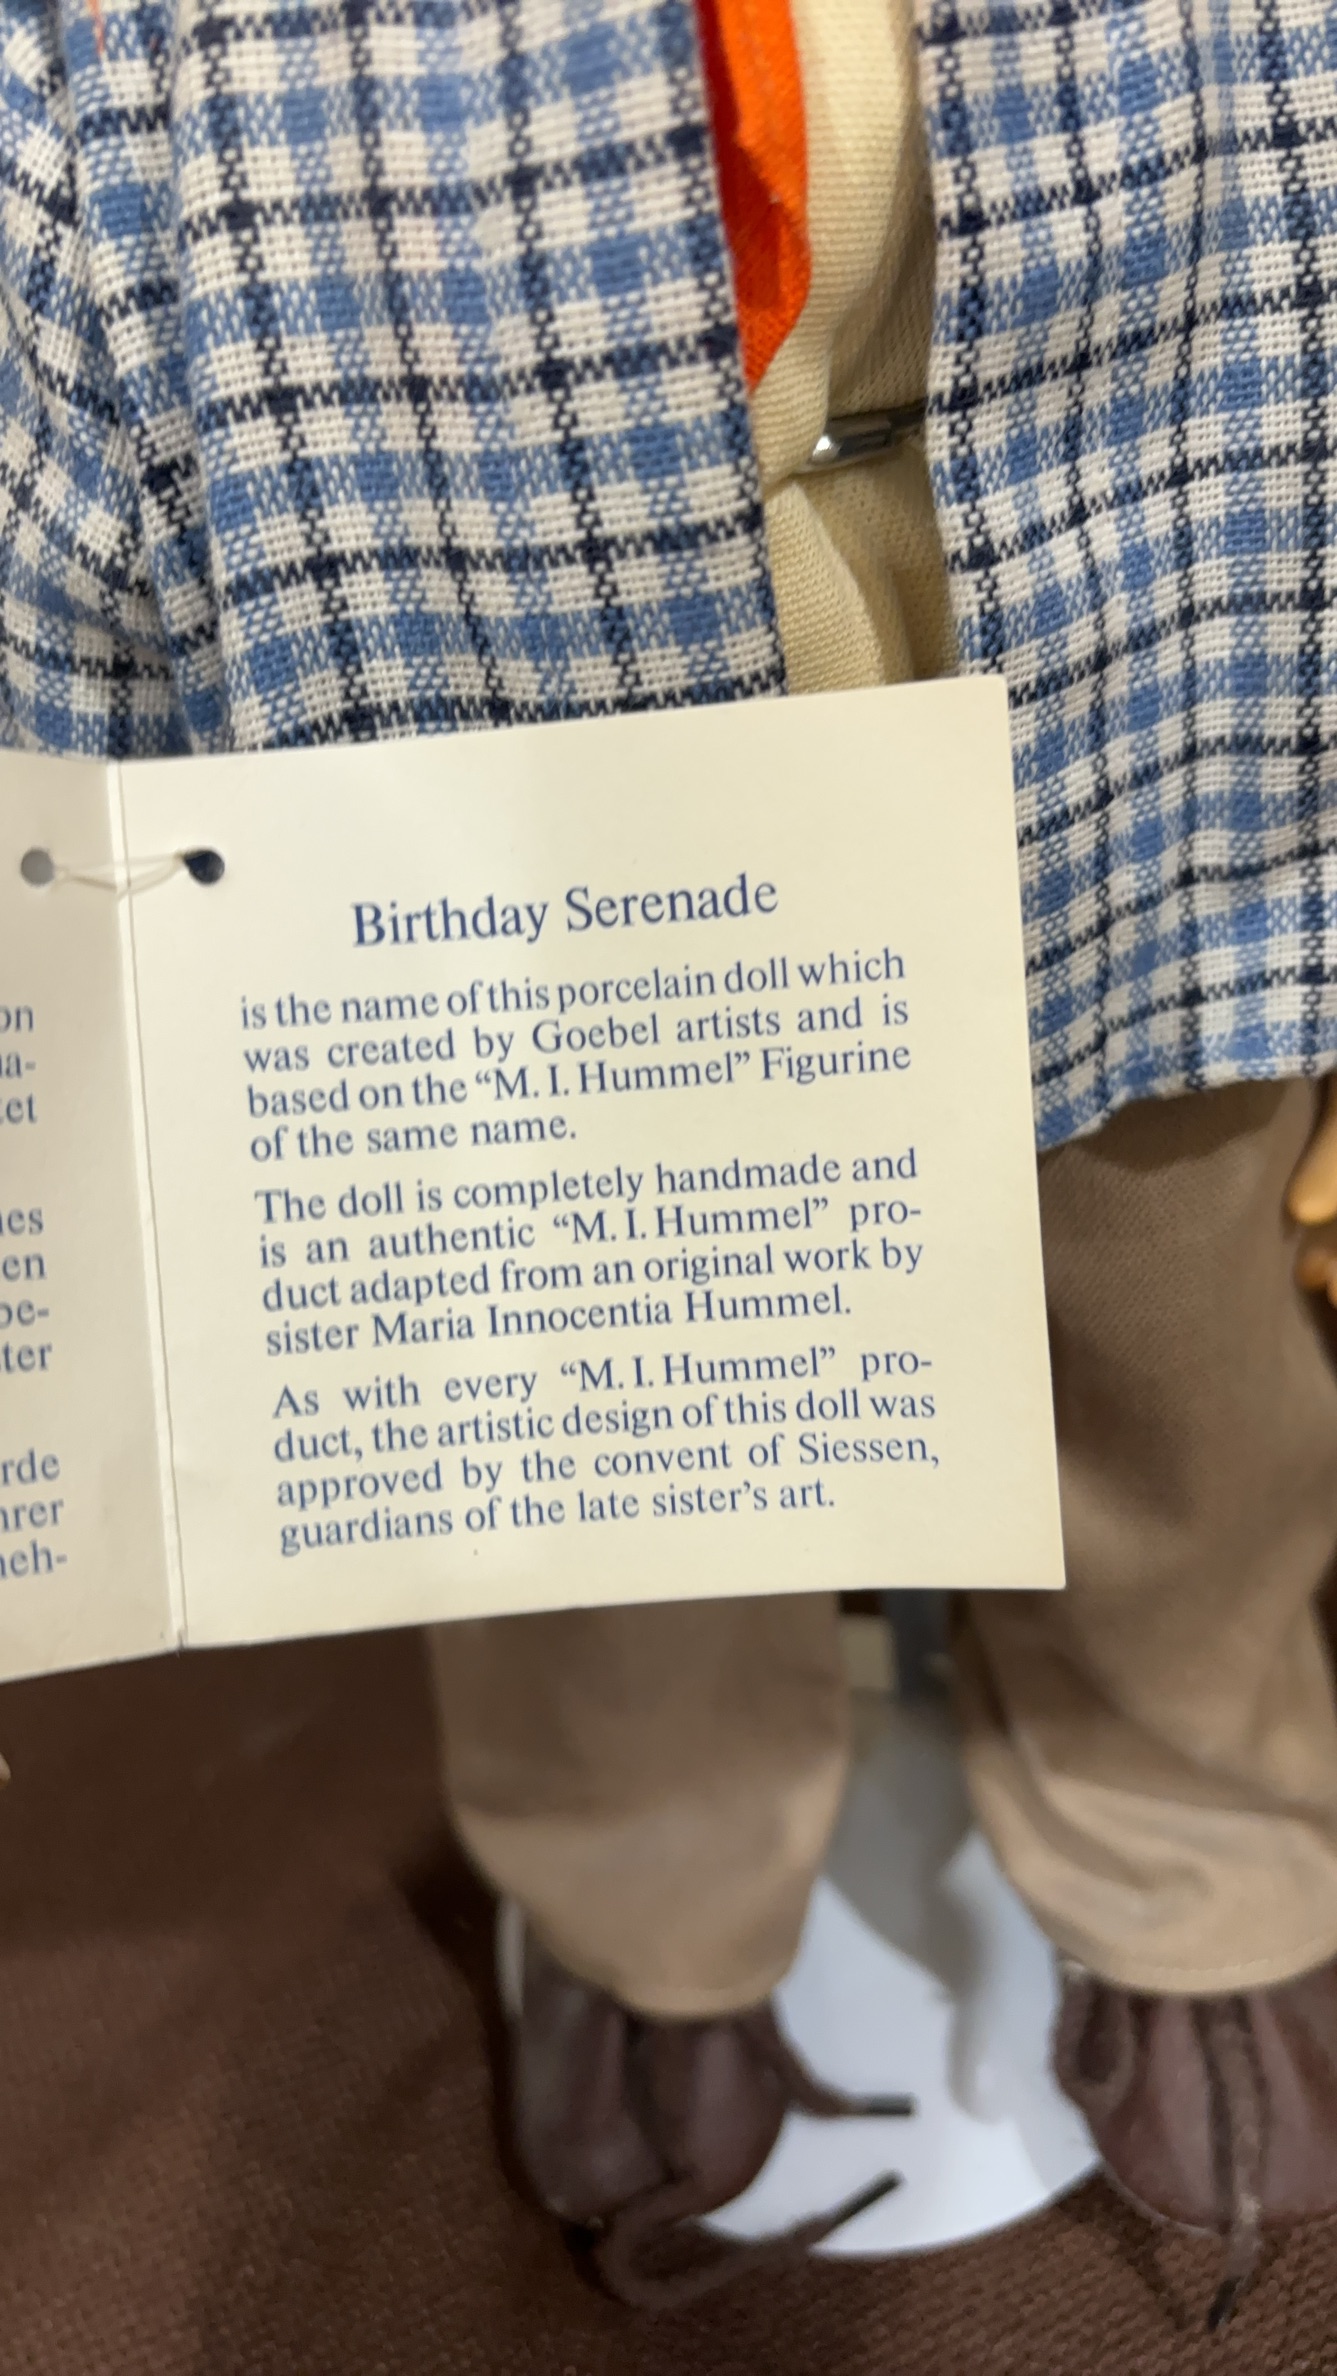 Birthday Serenade
is the name of this porcelain doll which
was created by Goebel artists and is
based on the “M. I. Hummel” Figurine
of the same name.
The doll is completely handmade and
is an authentic “M. I. Hummel” pro-
duct adapted from an original work by
sister Maria Innocentia Hummel.
As with every “M. I. Hummel” pro-
duct, the artistic design of this doll was
approved by the convent of Siessen,
guardians of the late sister’s art.